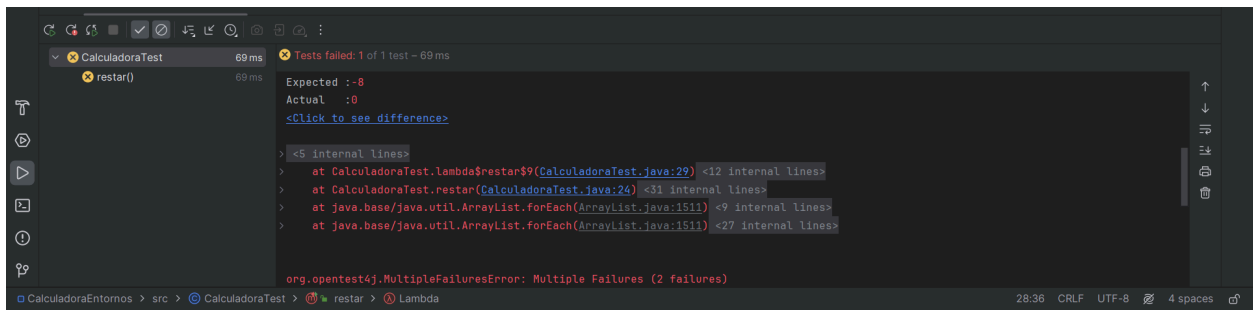 CalculadoraTest 69 ms
restar() 69 ms
Tests failed: 1 of 1 test – 69 ms
Expected :-8
Actual   :0
<Click to see difference>
<5 internal lines>
at CalculadoraTest.lambda$restar$9(CalculadoraTest.java:29) <12 internal lines>
at CalculadoraTest.restar(CalculadoraTest.java:24) <31 internal lines>
at java.base/java.util.ArrayList.forEach(ArrayList.java:1511) <9 internal lines>
at java.base/java.util.ArrayList.forEach(ArrayList.java:1511) <27 internal lines>
org.opentest4j.MultipleFailuresError: Multiple Failures (2 failures)
CalculadoraEntornos > src > CalculadoraTest > restar > Lambda 28:36 CRLF UTF-8 4 spaces